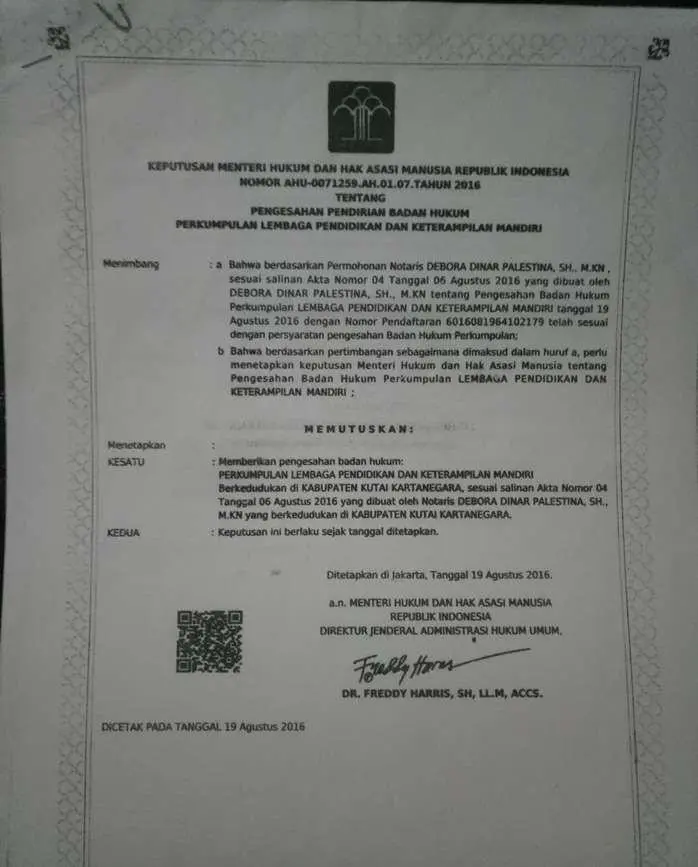 KEPUTUSAN MENTERI HUKUM DAN HAK ASASI MANUSIA REPUBLIK INDONESIA
NOMOR AHU-0071259.AH.01.07.TAHUN 2016
TENTANG
PENGESAHAN PENDIRIAN BADAN HUKUM
PERKUMPULAN LEMBAGA PENDIDIKAN DAN KETERAMPILAN MANDIRI
Menimbang : a Bahwa berdasarkan Permohonan Notaris DEBORA DINAR PALESTINA, SH., M.KN ,
sesuai salinan Akta Nomor 04 Tanggal 06 Agustus 2016 yang dibuat oleh
DEBORA DINAR PALESTINA, SH., M.KN tentang Pengesahan Badan Hukum
Perkumpulan LEMBAGA PENDIDIKAN DAN KETERAMPILAN MANDIRI tanggal 19
Agustus 2016 dengan Nomor Pendaftaran 6016081964102179 telah sesuai
dengan persyaratan pengesahan Badan Hukum Perkumpulan;
b Bahwa berdasarkan pertimbangan sebagaimana dimaksud dalam huruf a, perlu
menetapkan keputusan Menteri Hukum dan Hak Asasi Manusia tentang
Pengesahan Badan Hukum Perkumpulan LEMBAGA PENDIDIKAN DAN
KETERAMPILAN MANDIRI ;
MEMUTUSKAN:
Menetapkan :
KESATU : Memberikan pengesahan badan hukum:
PERKUMPULAN LEMBAGA PENDIDIKAN DAN KETERAMPILAN MANDIRI
Berkedudukan di KABUPATEN KUTAI KARTANEGARA, sesuai salinan Akta Nomor 04
Tanggal 06 Agustus 2016 yang dibuat oleh Notaris DEBORA DINAR PALESTINA, SH.,
M.KN yang berkedudukan di KABUPATEN KUTAI KARTANEGARA.
KEDUA : Keputusan ini berlaku sejak tanggal ditetapkan.
Ditetapkan di Jakarta, Tanggal 19 Agustus 2016.
a.n. MENTERI HUKUM DAN HAK ASASI MANUSIA
REPUBLIK INDONESIA
DIREKTUR JENDERAL ADMINISTRASI HUKUM UMUM,
Freddy Harris
DR. FREDDY HARRIS, SH, LL.M, ACCS.
DICETAK PADA TANGGAL 19 Agustus 2016